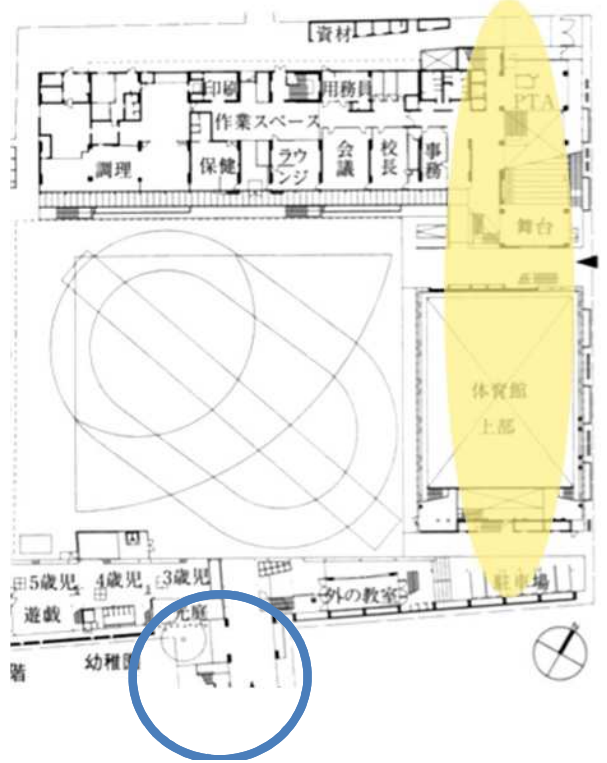 資材
印刷
用務員
PTA
作業スペース
調理
保健
ラウンジ
会議
校長
事務
舞台
体育館
上部
5歳児
4歳児
3歳児
遊戯
光庭
外の教室
駐車場
幼稚園
階